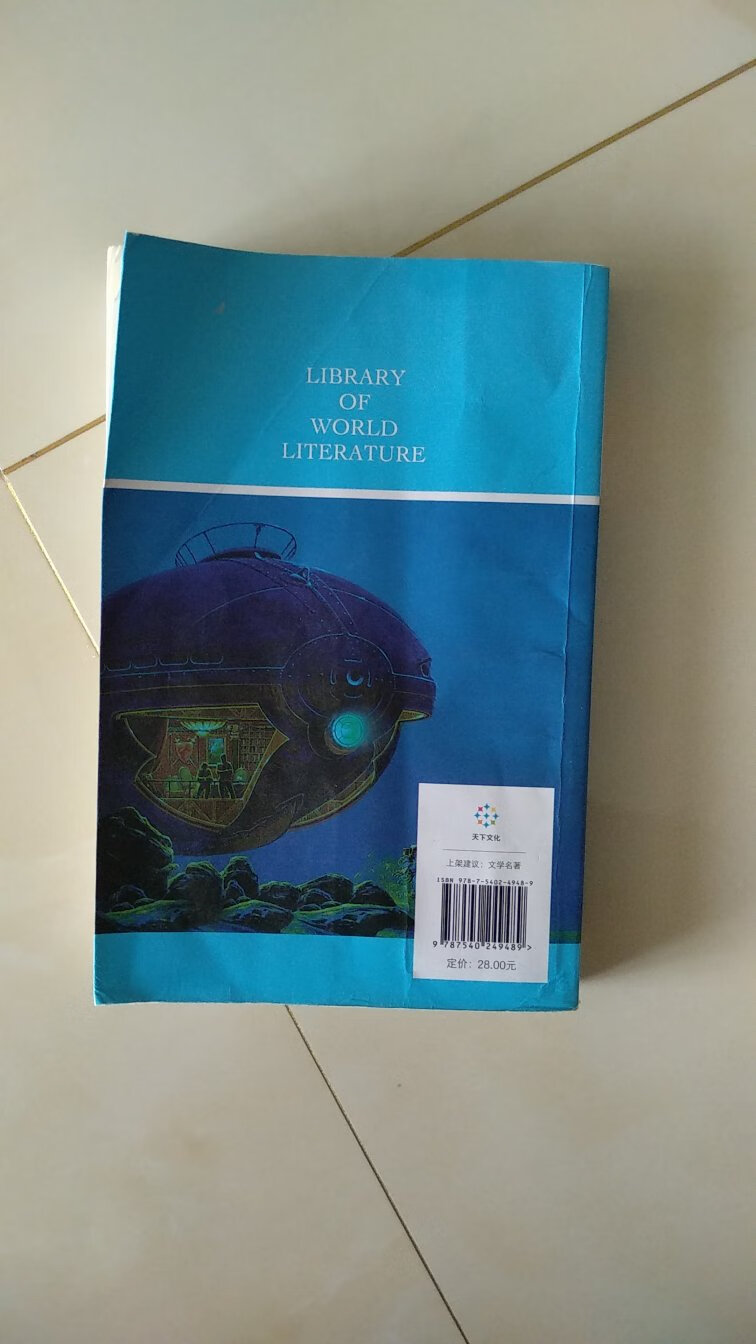 LIBRARY
OF
WORLD
LITERATURE
天下文化
上架建议：文学名著
ISBN 978-7-5402-4948-9
9 787540 249489 >
定价：28.00元